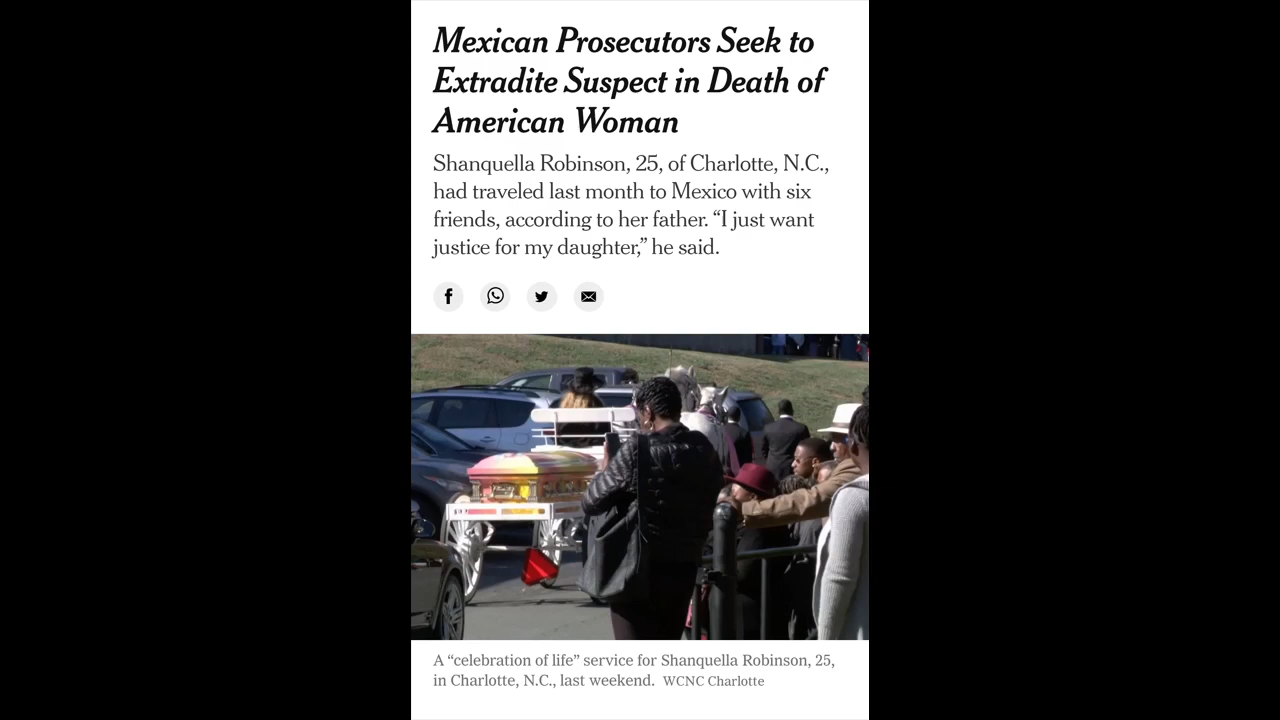 Mexican Prosecutors Seek to
Extradite Suspect in Death of
American Woman
Shanquella Robinson, 25, of Charlotte, N.C.,
had traveled last month to Mexico with six
friends, according to her father. “I just want
justice for my daughter,” he said.
A “celebration of life” service for Shanquella Robinson, 25,
in Charlotte, N.C., last weekend. WCNC Charlotte